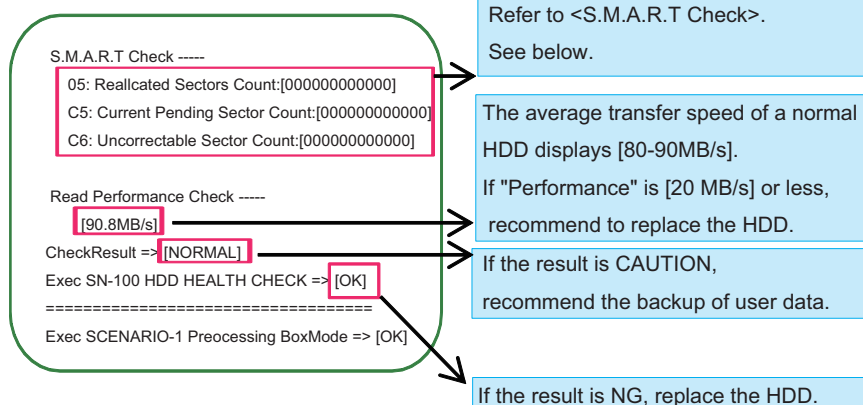 S.M.A.R.T Check -----
05: Reallcated Sectors Count:[000000000000]
C5: Current Pending Sector Count:[000000000000]
C6: Uncorrectable Sector Count:[000000000000]
Read Performance Check -----
[90.8MB/s]
CheckResult => [NORMAL]
Exec SN-100 HDD HEALTH CHECK => [OK]
==================================
Exec SCENARIO-1 Preocessing BoxMode => [OK]
Refer to <S.M.A.R.T Check>.
See below.
The average transfer speed of a normal
HDD displays [80-90MB/s].
If "Performance" is [20 MB/s] or less,
recommend to replace the HDD.
If the result is CAUTION,
recommend the backup of user data.
If the result is NG, replace the HDD.